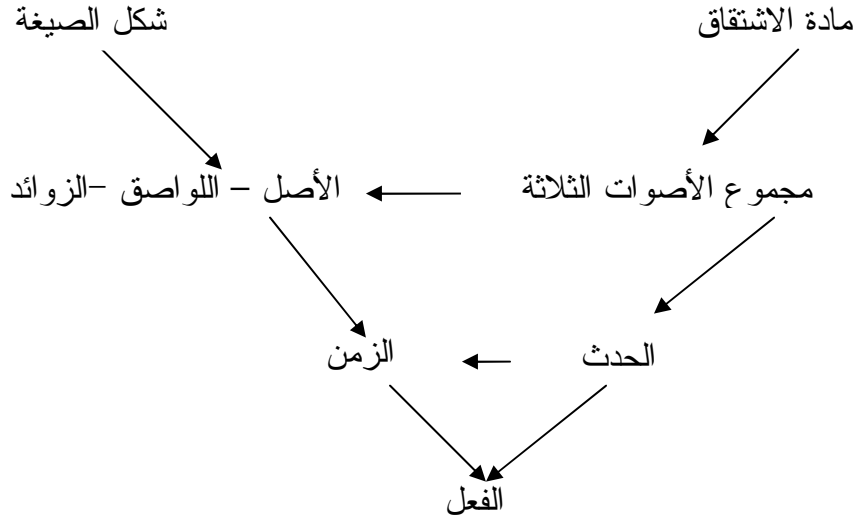 مادة الاشتقاق شكل الصيغة
مجموع الأصوات الثلاثة الأصل – اللواصق –الزوائد
الحدث الزمن
الفعل